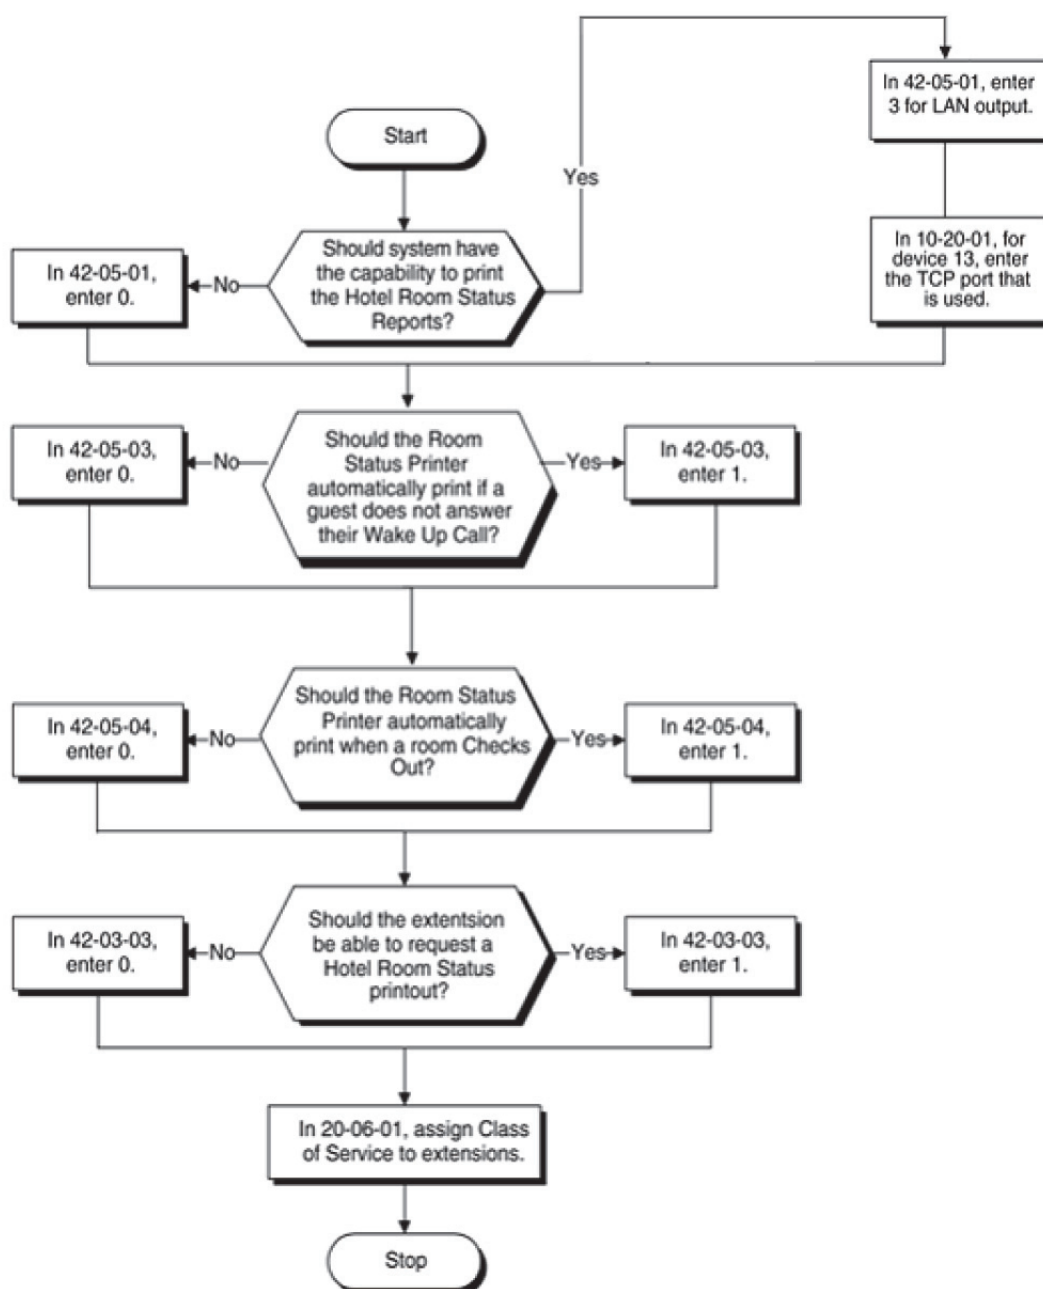 Start
Should system have
the capability to print
the Hotel Room Status
Reports?
No
In 42-05-01,
enter 0.
Yes
In 42-05-01, enter
3 for LAN output.
In 10-20-01, for
device 13, enter
the TCP port that
is used.
Should the Room
Status Printer
automatically print if a
guest does not answer
their Wake Up Call?
No
In 42-05-03,
enter 0.
Yes
In 42-05-03,
enter 1.
Should the Room Status
Printer automatically
print when a room Checks
Out?
No
In 42-05-04,
enter 0.
Yes
In 42-05-04,
enter 1.
Should the extentsion
be able to request a
Hotel Room Status
printout?
No
In 42-03-03,
enter 0.
Yes
In 42-03-03,
enter 1.
In 20-06-01, assign Class
of Service to extensions.
Stop